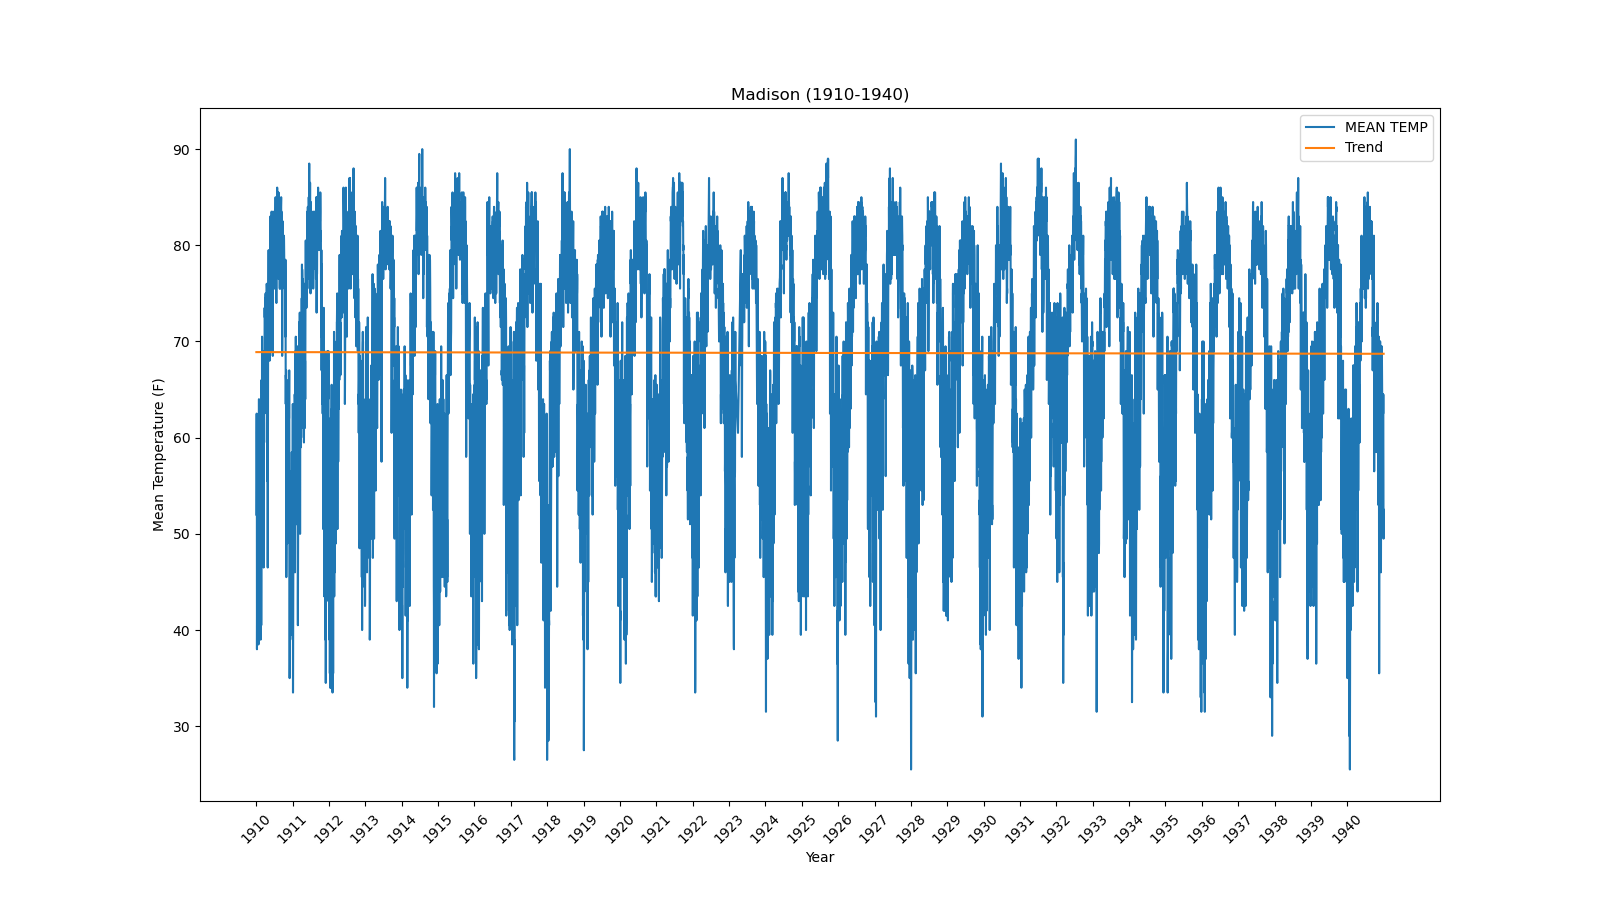 Madison (1910-1940)
MEAN TEMP
Trend
Mean Temperature (F)
90
80
70
60
50
40
30
1910 1911 1912 1913 1914 1915 1916 1917 1918 1919 1920 1921 1922 1923 1924 1925 1926 1927 1928 1929 1930 1931 1932 1933 1934 1935 1936 1937 1938 1939 1940
Year